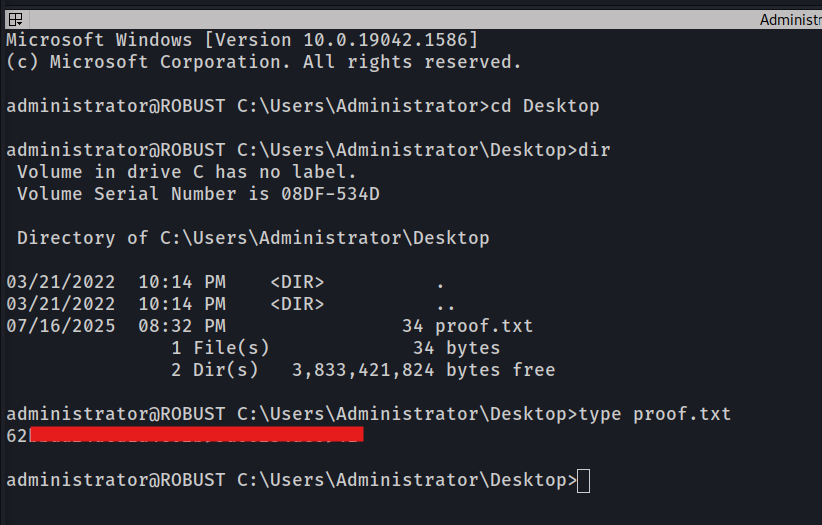 Administr
Microsoft Windows [Version 10.0.19042.1586]
(c) Microsoft Corporation. All rights reserved.
administrator@ROBUST C:\Users\Administrator>cd Desktop
administrator@ROBUST C:\Users\Administrator\Desktop>dir
 Volume in drive C has no label.
 Volume Serial Number is 08DF-534D
 Directory of C:\Users\Administrator\Desktop
03/21/2022  10:14 PM    <DIR>          .
03/21/2022  10:14 PM    <DIR>          ..
07/16/2025  08:32 PM                34 proof.txt
               1 File(s)             34 bytes
               2 Dir(s)   3,833,421,824 bytes free
administrator@ROBUST C:\Users\Administrator\Desktop>type proof.txt
62
administrator@ROBUST C:\Users\Administrator\Desktop>